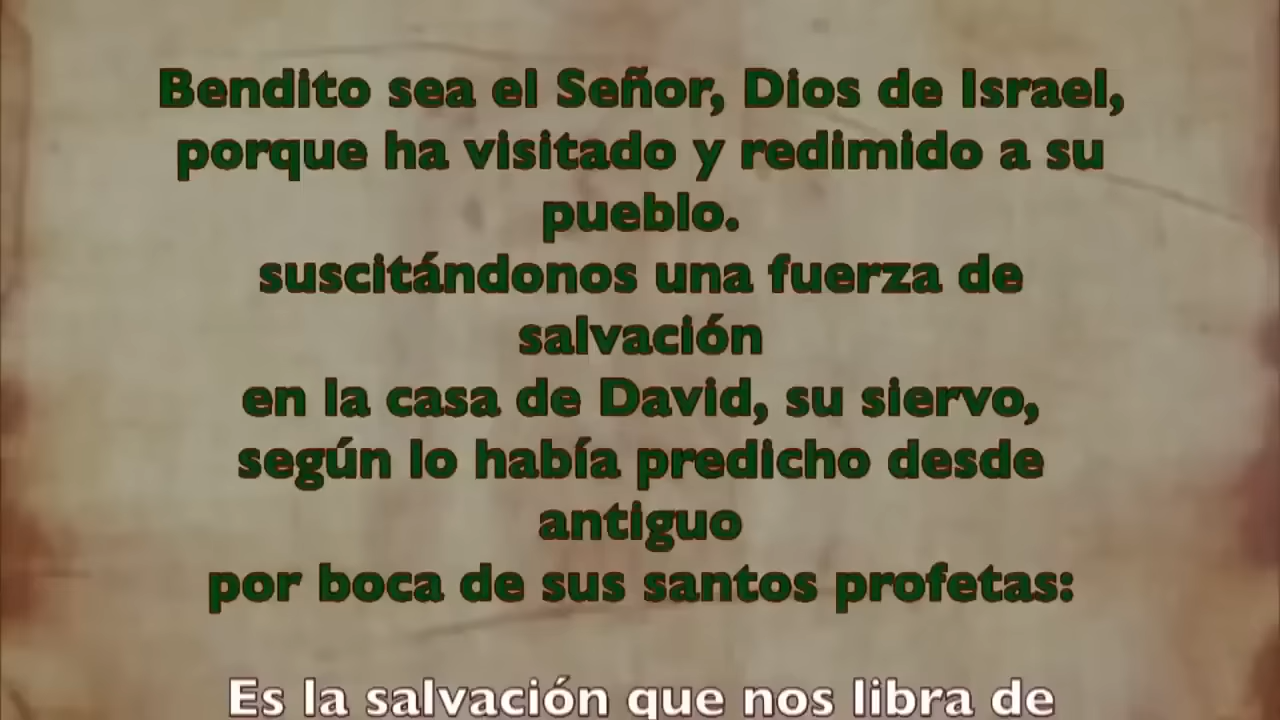 Bendito sea el Señor, Dios de Israel,
porque ha visitado y redimido a su
pueblo.
suscitándonos una fuerza de
salvación
en la casa de David, su siervo,
según lo había predicho desde
antiguo
por boca de sus santos profetas:
Es la salvación que nos libra de